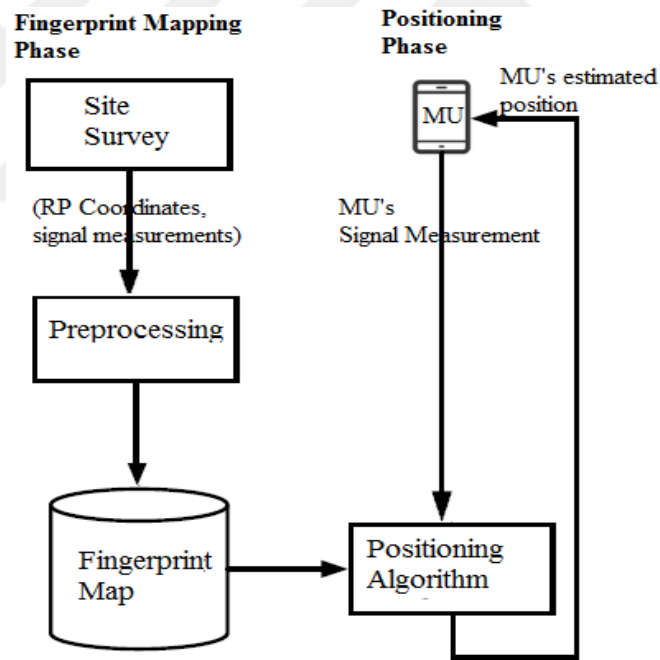 Fingerprint Mapping
Phase
Site
Survey
(RP Coordinates,
signal measurements)
Preprocessing
Fingerprint
Map
Positioning
Phase
MU's estimated
position
MU
MU's
Signal Measurement
Positioning
Algorithm